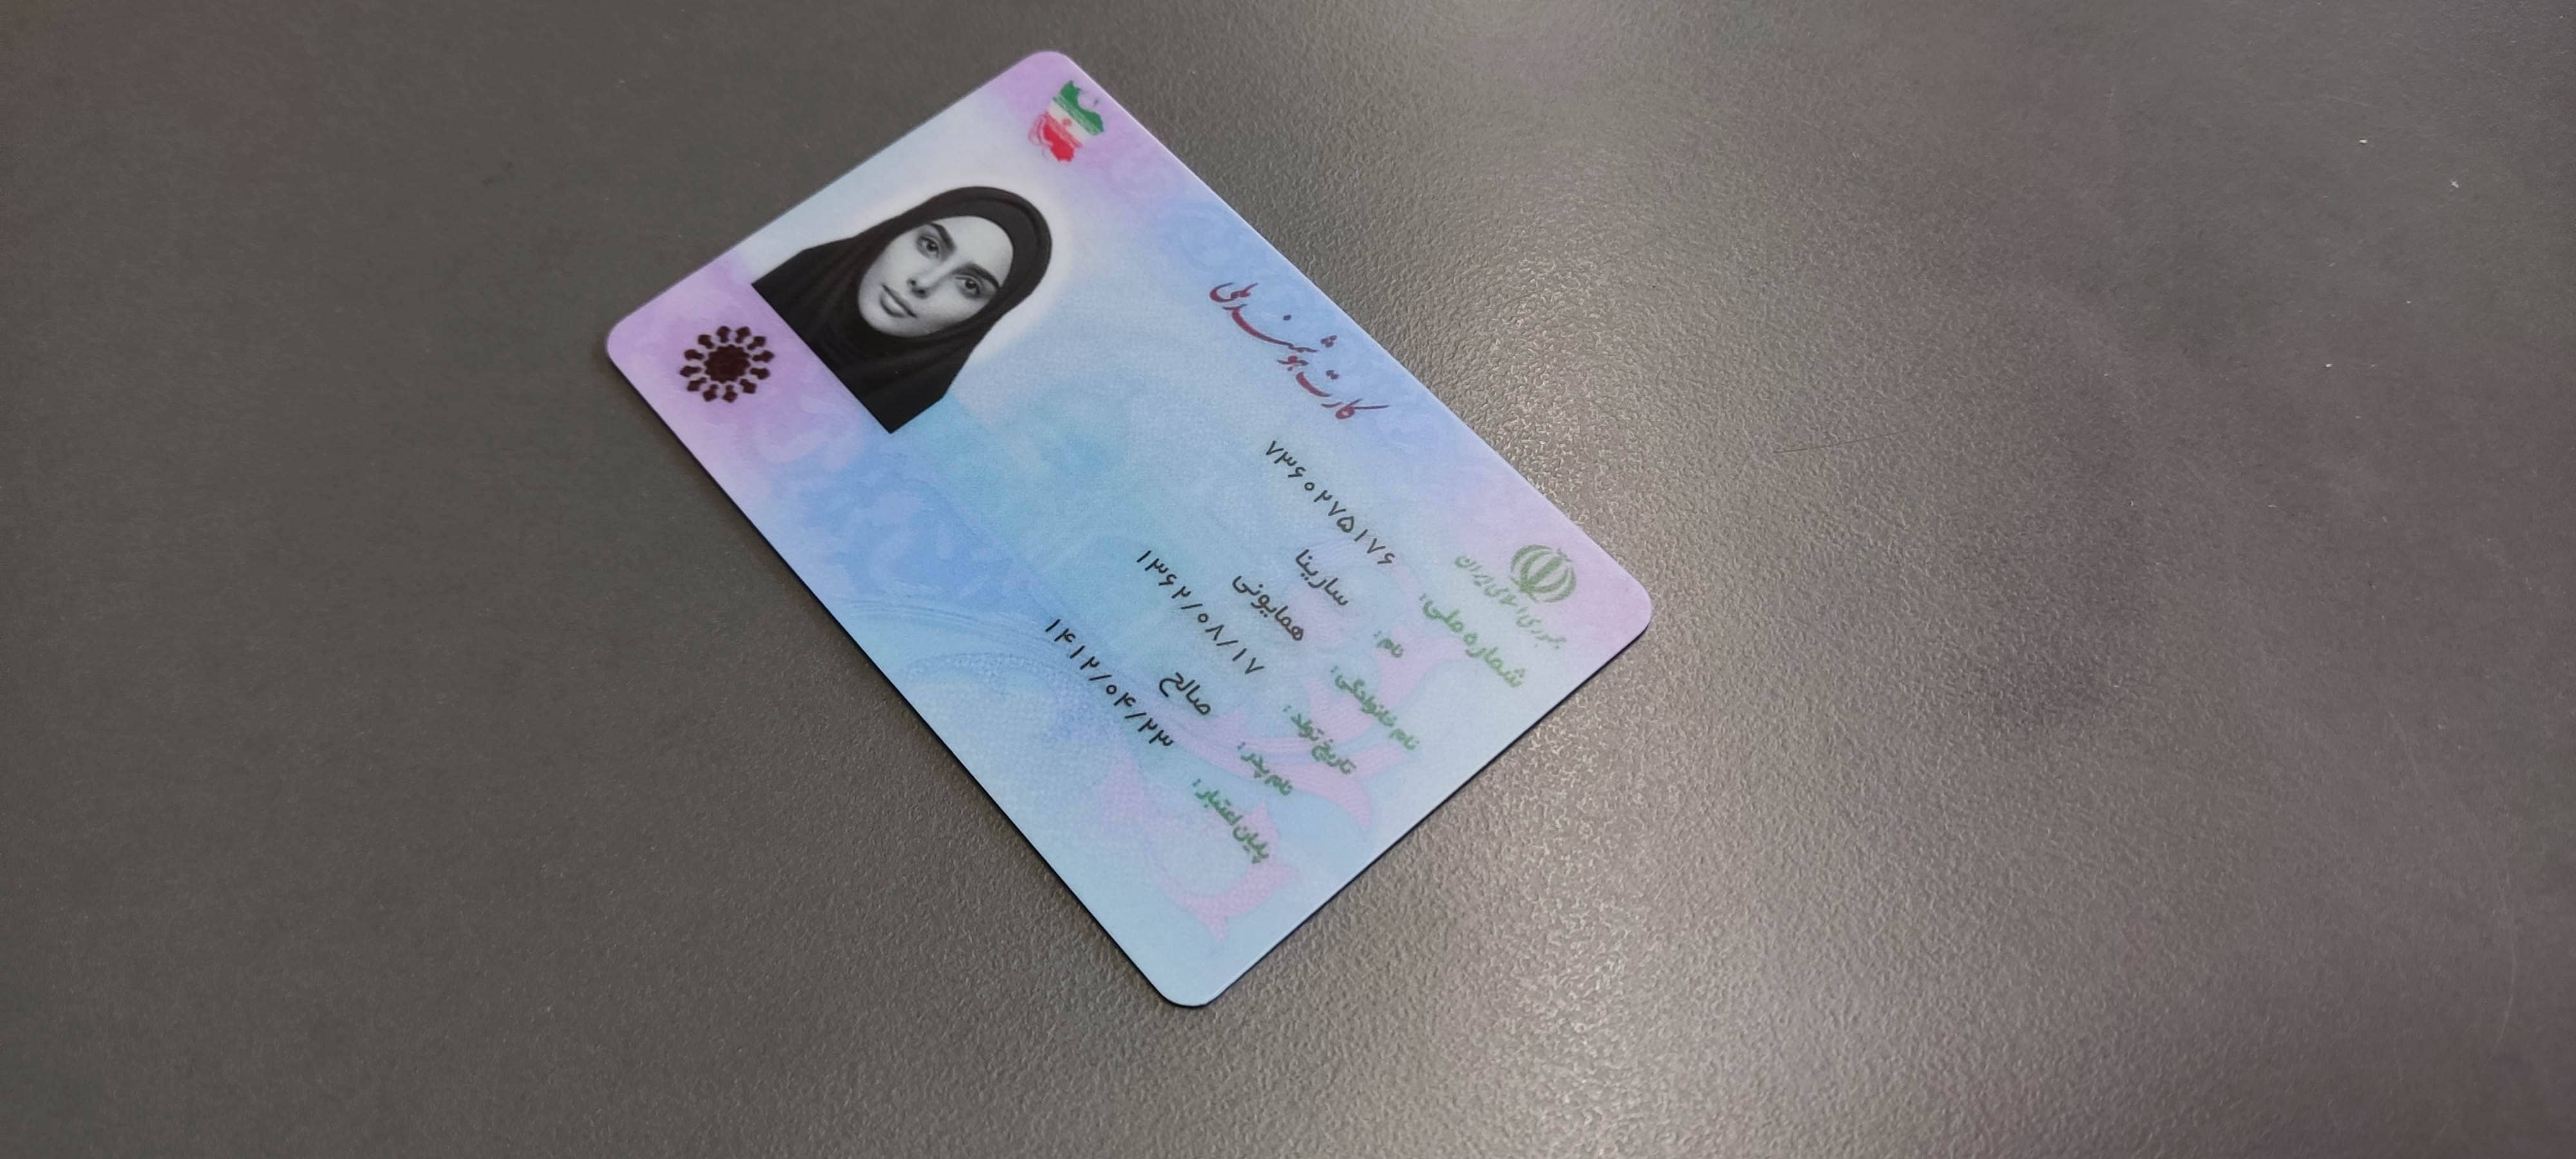 جمهوری اسلامی ایران
کارت هوشمند ملی
شماره ملی: ۷۳۶۰۲۷۵۱۷۶
نام: سارینا
نام خانوادگی: همایونی
تاریخ تولد: ۱۳۶۲/۰۸/۱۷
نام پدر: صالح
پایان اعتبار: ۱۴۱۲/۰۴/۲۳